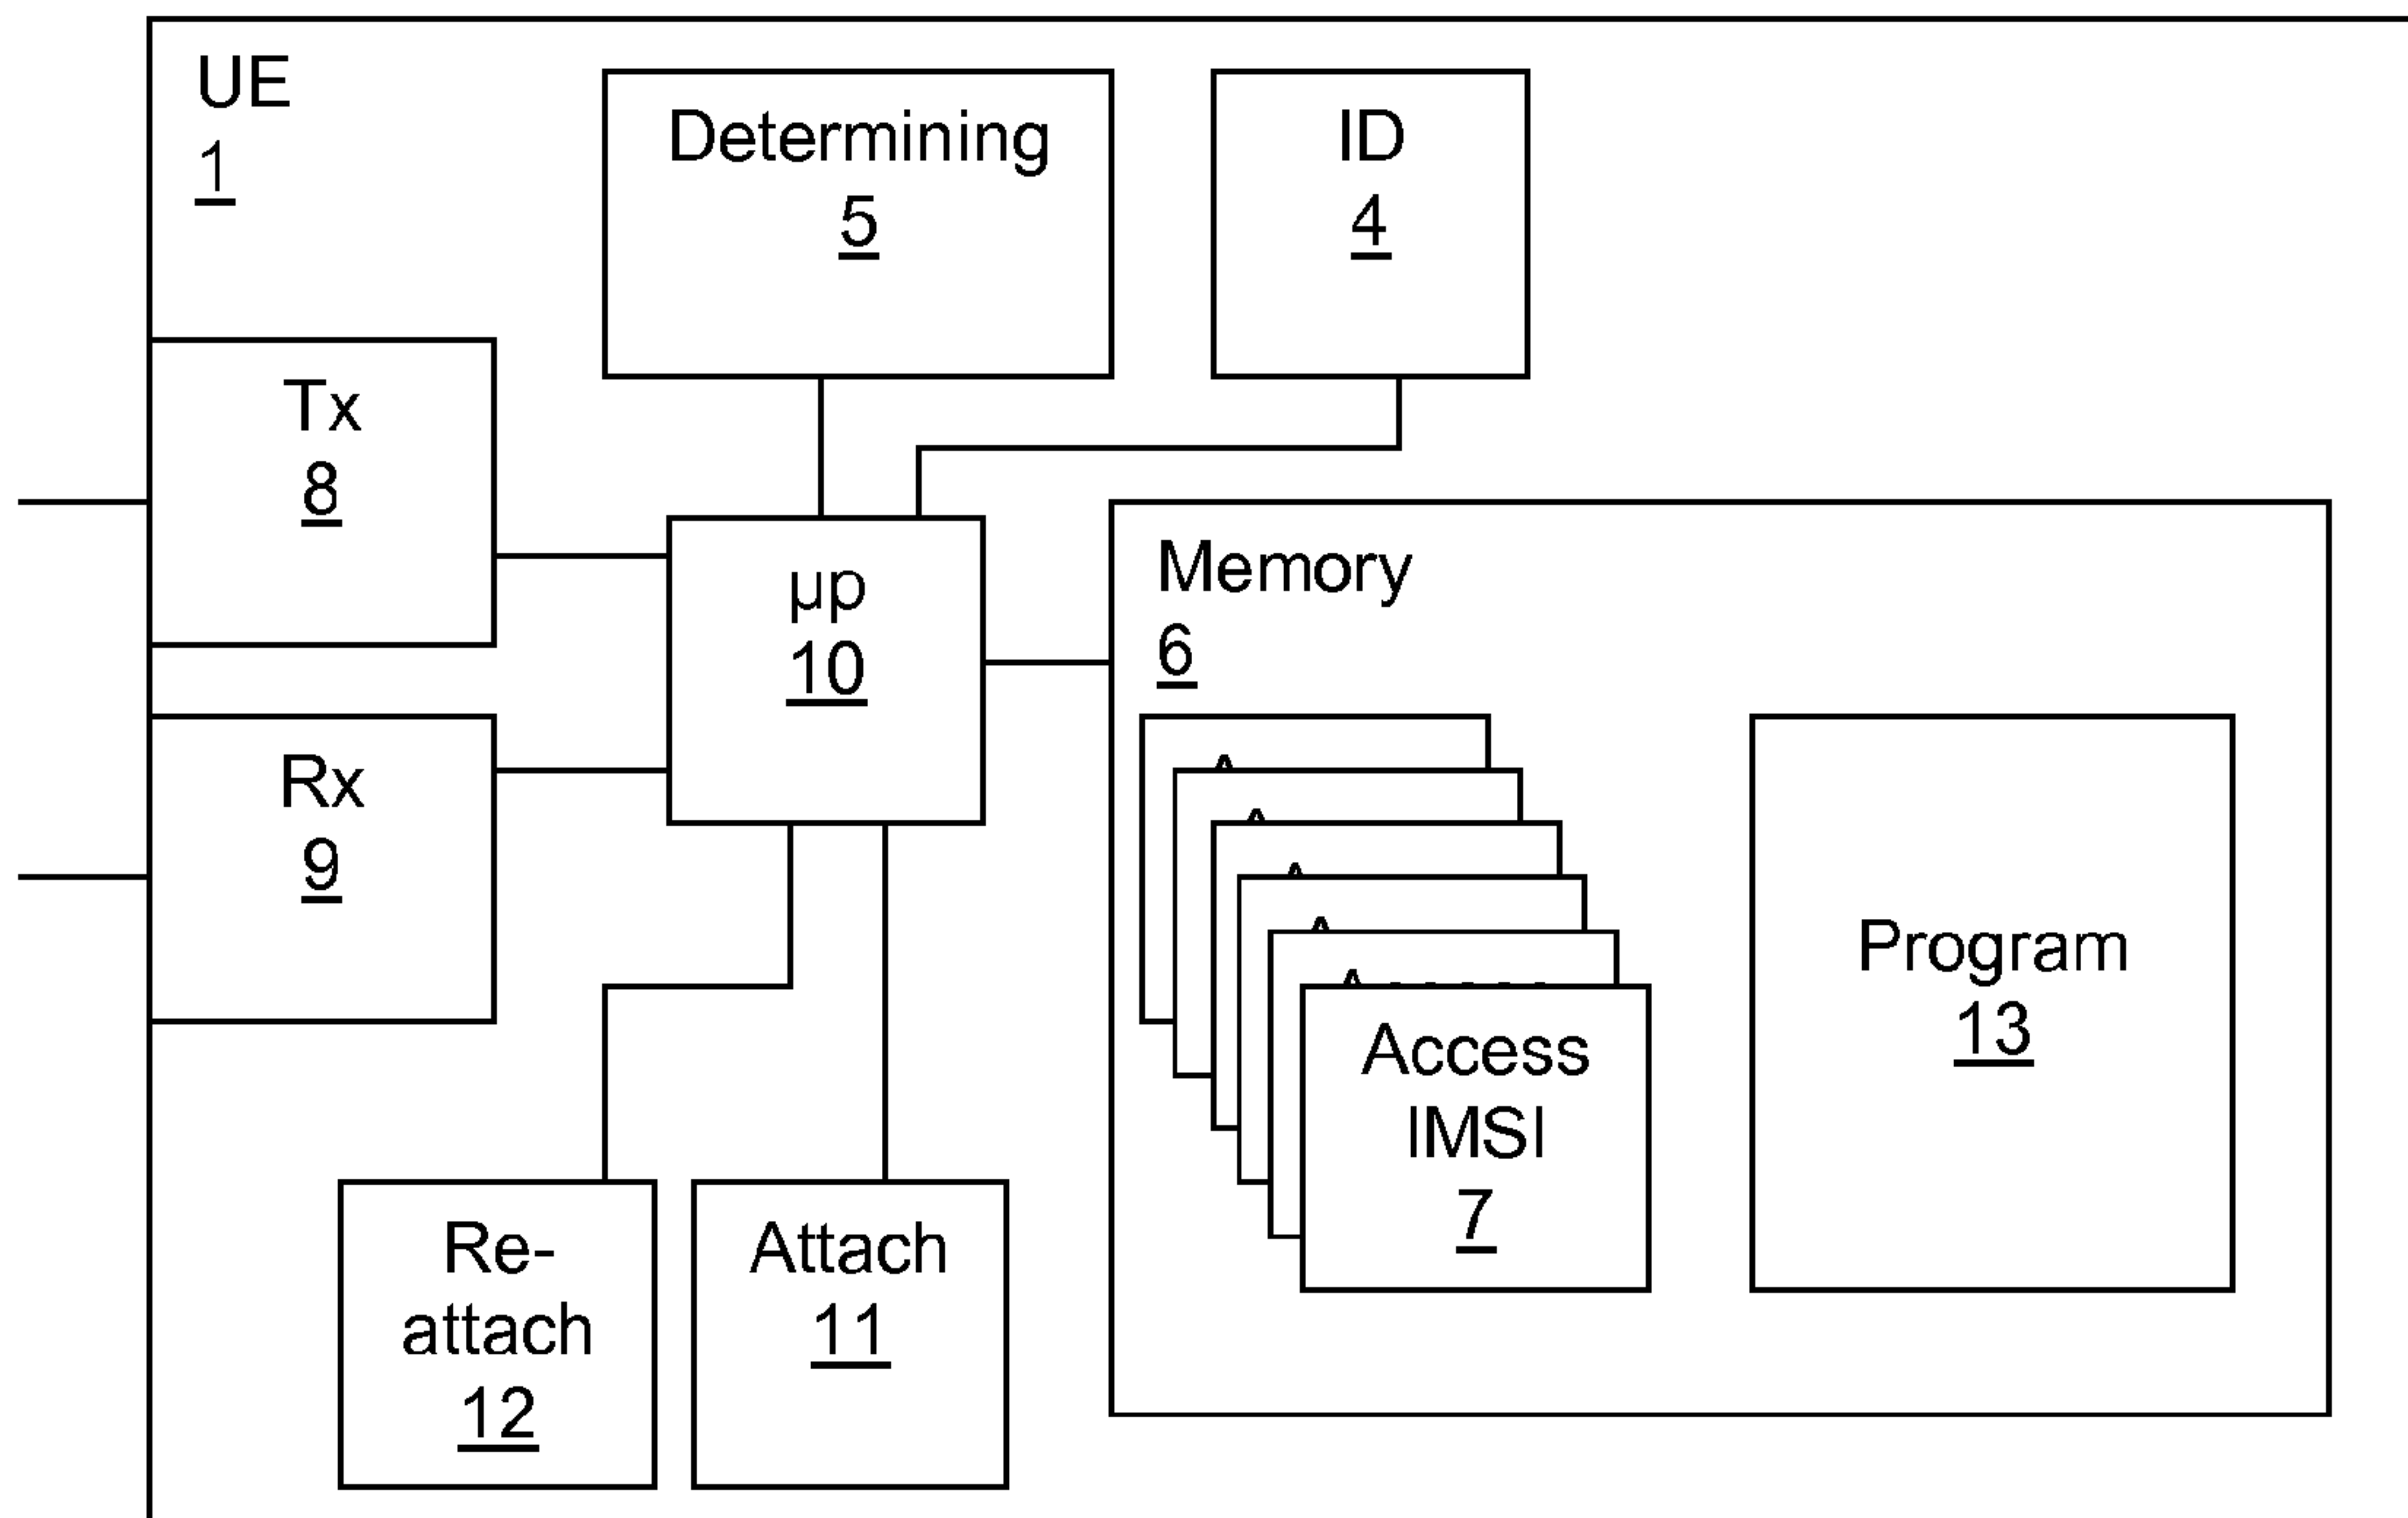 UE
1
Determining
5
ID
4
Tx
8
µp
10
Memory
6
Rx
9
Program
13
Access
IMSI
7
Re-
attach
12
Attach
11